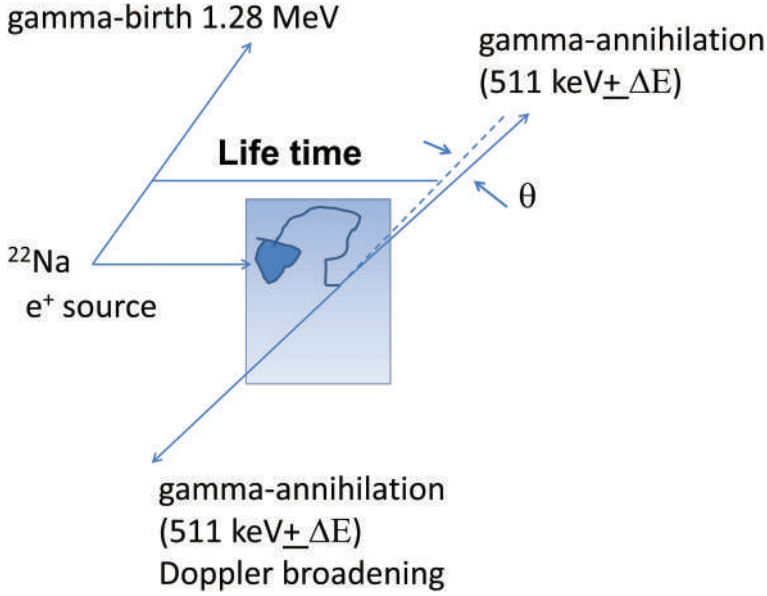 gamma-birth 1.28 MeV
gamma-annihilation
(511 keV± ΔE)
Life time
θ
²²Na
e⁺ source
gamma-annihilation
(511 keV± ΔE)
Doppler broadening